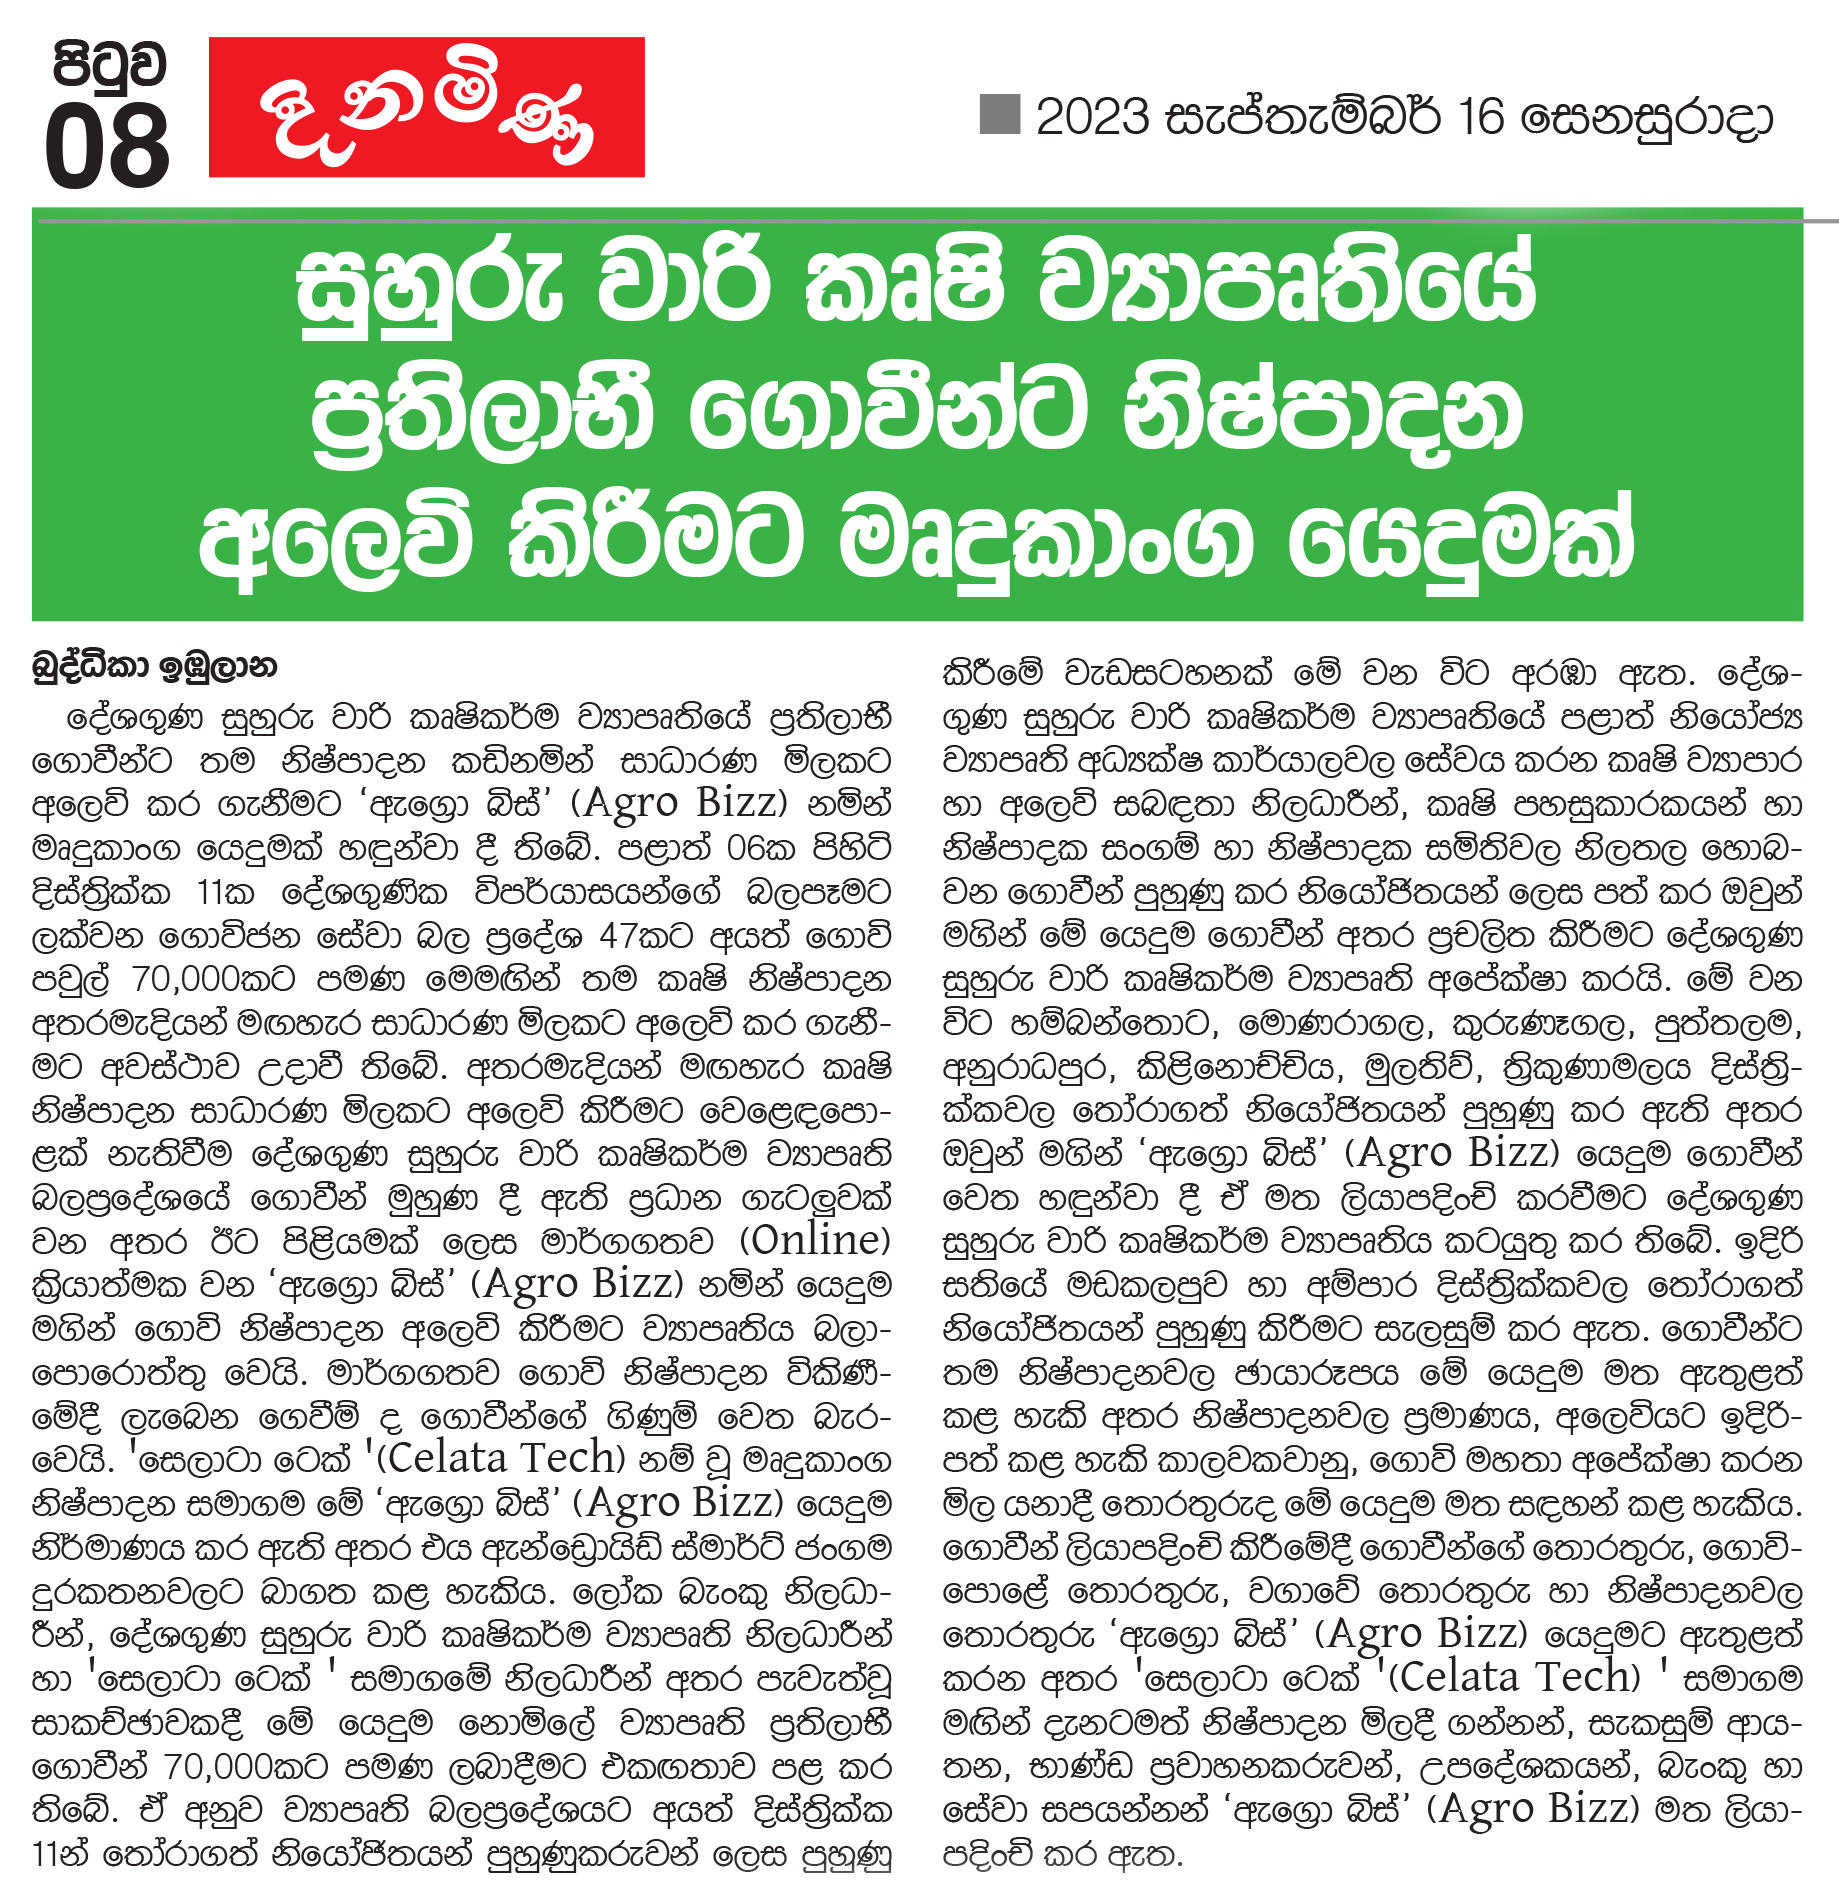 පිටුව
08
දිනමිණ
2023 සැප්තැම්බර් 16 සෙනසුරාදා
සුහුරු වාරි කෘෂි ව්‍යාපෘතියේ
ප්‍රතිලාභී ගොවීන්ට නිෂ්පාදන
අලෙවි කිරීමට මෘදුකාංග යෙදුමක්
බුද්ධිකා ඉඹුලාන
දේශගුණ සුහුරු වාරි කෘෂිකර්ම ව්‍යාපෘතියේ ප්‍රතිලාභී
ගොවීන්ට තම නිෂ්පාදන කඩිනමින් සාධාරණ මිලකට
අලෙවි කර ගැනීමට ‘ඇග්‍රො බිස්’ (Agro Bizz) නමින්
මෘදුකාංග යෙදුමක් හඳුන්වා දී තිබේ. පළාත් 06ක පිහිටි
දිස්ත්‍රික්ක 11ක දේශගුණික විපර්යාසයන්ගේ බලපෑමට
ලක්වන ගොවිජන සේවා බල ප්‍රදේශ 47කට අයත් ගොවි
පවුල් 70,000කට පමණ මෙමඟින් තම කෘෂි නිෂ්පාදන
අතරමැදියන් මඟහැර සාධාරණ මිලකට අලෙවි කර ගැනී-
මට අවස්ථාව උදාවී තිබේ. අතරමැදියන් මඟහැර කෘෂි
නිෂ්පාදන සාධාරණ මිලකට අලෙවි කිරීමට වෙළෙඳපො-
ළක් නැතිවීම දේශගුණ සුහුරු වාරි කෘෂිකර්ම ව්‍යාපෘති
බලප්‍රදේශයේ ගොවීන් මුහුණ දී ඇති ප්‍රධාන ගැටලුවක්
වන අතර ඊට පිළියමක් ලෙස මාර්ගගතව (Online)
ක්‍රියාත්මක වන ‘ඇග්‍රො බිස්’ (Agro Bizz) නමින් යෙදුම
මගින් ගොවි නිෂ්පාදන අලෙවි කිරීමට ව්‍යාපෘතිය බලා-
පොරොත්තු වෙයි. මාර්ගගතව ගොවි නිෂ්පාදන විකිණී-
මේදී ලැබෙන ගෙවීම් ද ගොවීන්ගේ ගිණුම් වෙත බැර-
වෙයි. 'සෙලාටා ටෙක් '(Celata Tech) නම් වූ මෘදුකාංග
නිෂ්පාදන සමාගම මේ ‘ඇග්‍රො බිස්’ (Agro Bizz) යෙදුම
නිර්මාණය කර ඇති අතර එය ඇන්ඩ්‍රොයිඩ් ස්මාර්ට් ජංගම
දුරකතනවලට බාගත කළ හැකිය. ලෝක බැංකු නිලධා-
රීන්, දේශගුණ සුහුරු වාරි කෘෂිකර්ම ව්‍යාපෘති නිලධාරීන්
හා 'සෙලාටා ටෙක් ' සමාගමේ නිලධාරීන් අතර පැවැත්වූ
සාකච්ඡාවකදී මේ යෙදුම නොමිලේ ව්‍යාපෘති ප්‍රතිලාභී
ගොවීන් 70,000කට පමණ ලබාදීමට එකඟතාව පළ කර
තිබේ. ඒ අනුව ව්‍යාපෘති බලප්‍රදේශයට අයත් දිස්ත්‍රික්ක
11න් තෝරාගත් නියෝජිතයන් පුහුණුකරුවන් ලෙස පුහුණු
කිරීමේ වැඩසටහනක් මේ වන විට අරඹා ඇත. දේශ-
ගුණ සුහුරු වාරි කෘෂිකර්ම ව්‍යාපෘතියේ පළාත් නියෝජ්‍ය
ව්‍යාපෘති අධ්‍යක්ෂ කාර්යාලවල සේවය කරන කෘෂි ව්‍යාපාර
හා අලෙවි සබඳතා නිලධාරීන්, කෘෂි පහසුකාරකයන් හා
නිෂ්පාදක සංගම් හා නිෂ්පාදක සමිතිවල නිලතල හොබ-
වන ගොවීන් පුහුණු කර නියෝජිතයන් ලෙස පත් කර ඔවුන්
මගින් මේ යෙදුම ගොවීන් අතර ප්‍රචලිත කිරීමට දේශගුණ
සුහුරු වාරි කෘෂිකර්ම ව්‍යාපෘති අපේක්ෂා කරයි. මේ වන
විට හම්බන්තොට, මොණරාගල, කුරුණෑගල, පුත්තලම,
අනුරාධපුර, කිළිනොච්චිය, මුලතිව්, ත්‍රිකුණාමලය දිස්ත්‍රි-
ක්කවල තෝරාගත් නියෝජිතයන් පුහුණු කර ඇති අතර
ඔවුන් මගින් ‘ඇග්‍රො බිස්’ (Agro Bizz) යෙදුම ගොවීන්
වෙත හඳුන්වා දී ඒ මත ලියාපදිංචි කරවීමට දේශගුණ
සුහුරු වාරි කෘෂිකර්ම ව්‍යාපෘතිය කටයුතු කර තිබේ. ඉදිරි
සතියේ මඩකලපුව හා අම්පාර දිස්ත්‍රික්කවල තෝරාගත්
නියෝජිතයන් පුහුණු කිරීමට සැලසුම් කර ඇත. ගොවීන්ට
තම නිෂ්පාදනවල ඡායාරූපය මේ යෙදුම මත ඇතුළත්
කළ හැකි අතර නිෂ්පාදනවල ප්‍රමාණය, අලෙවියට ඉදිරි-
පත් කළ හැකි කාලවකවානු, ගොවි මහතා අපේක්ෂා කරන
මිල යනාදී තොරතුරුද මේ යෙදුම මත සඳහන් කළ හැකිය.
ගොවීන් ලියාපදිංචි කිරීමේදී ගොවීන්ගේ තොරතුරු, ගොවි-
පොළේ තොරතුරු, වගාවේ තොරතුරු හා නිෂ්පාදනවල
තොරතුරු ‘ඇග්‍රො බිස්’ (Agro Bizz) යෙදුමට ඇතුළත්
කරන අතර 'සෙලාටා ටෙක් '(Celata Tech) ' සමාගම
මඟින් දැනටමත් නිෂ්පාදන මිලදී ගන්නන්, සැකසුම් ආය-
තන, භාණ්ඩ ප්‍රවාහනකරුවන්, උපදේශකයන්, බැංකු හා
සේවා සපයන්නන් ‘ඇග්‍රො බිස්’ (Agro Bizz) මත ලියා-
පදිංචි කර ඇත.